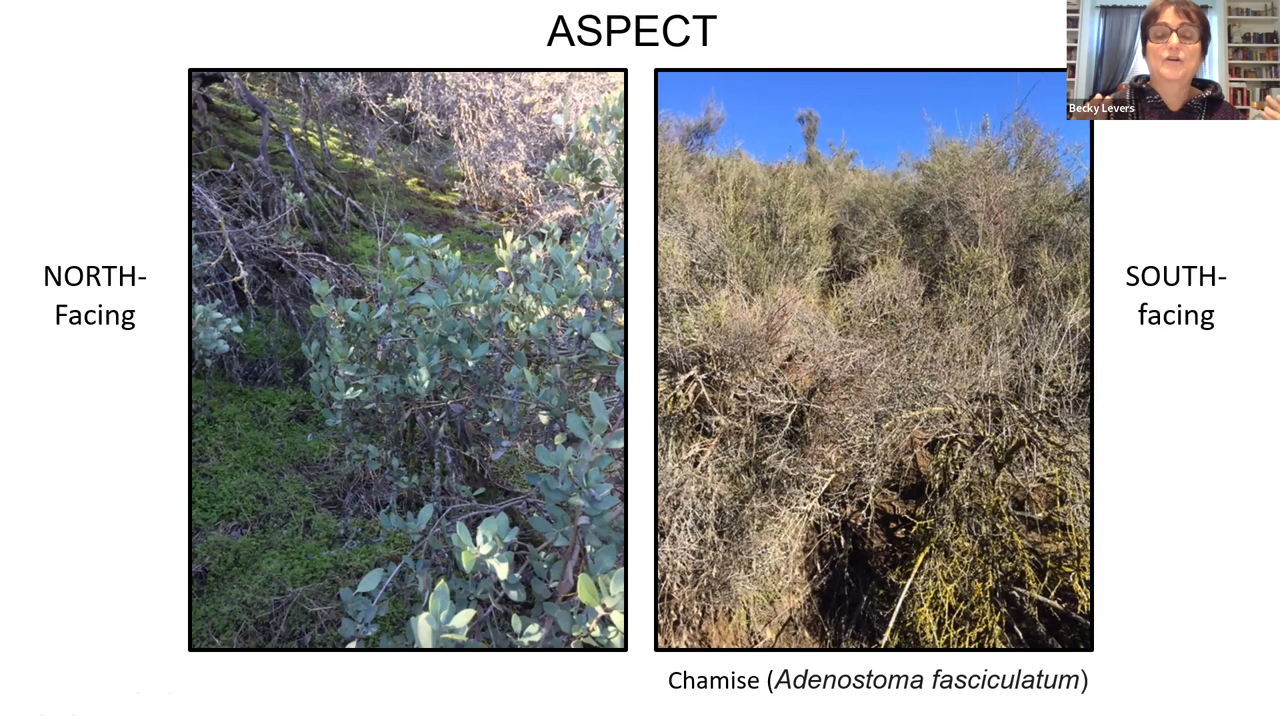 ASPECT
Becky Levers
NORTH-
Facing
SOUTH-
facing
Chamise (Adenostoma fasciculatum)